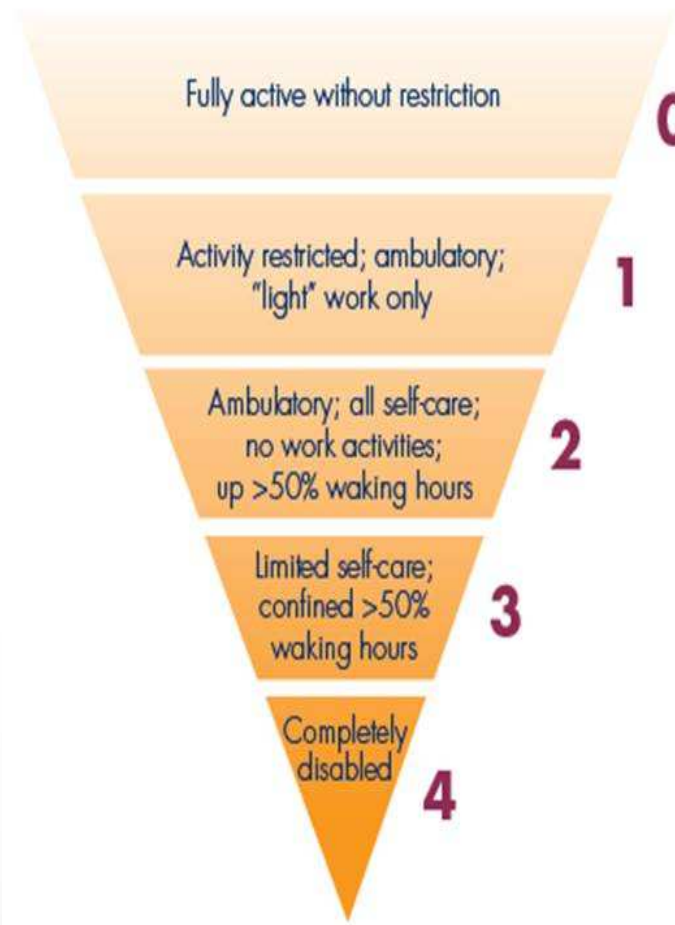 Fully active without restriction
0
Activity restricted; ambulatory;
"light" work only
1
Ambulatory; all self-care;
no work activities;
up >50% waking hours
2
Limited self-care;
confined >50%
waking hours
3
Completely
disabled
4